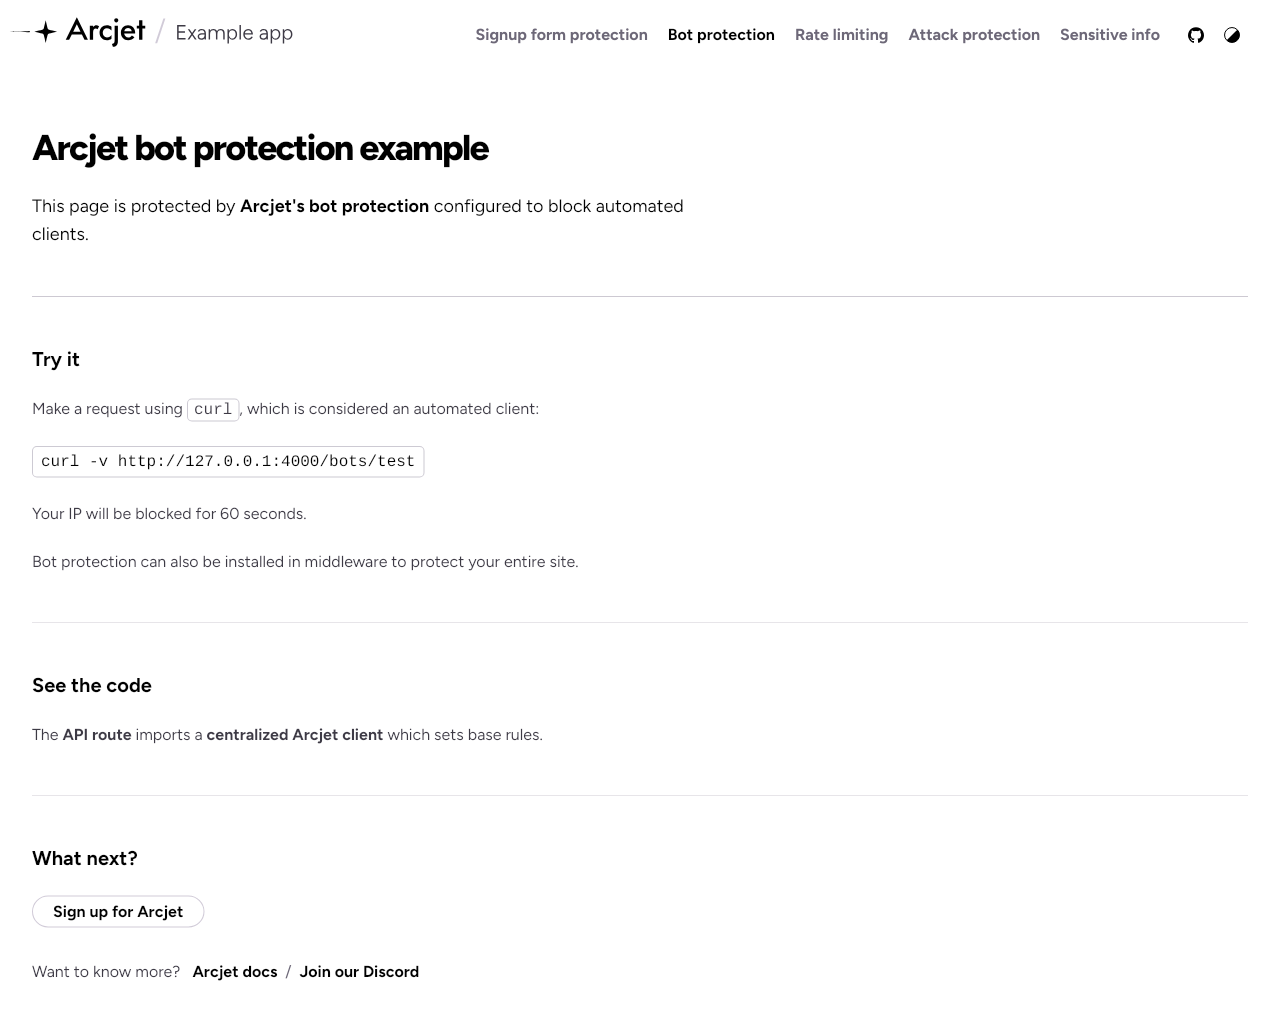 Arcjet / Example app
Signup form protection Bot protection Rate limiting Attack protection Sensitive info
Arcjet bot protection example
This page is protected by Arcjet's bot protection configured to block automated
clients.
Try it
Make a request using curl, which is considered an automated client:
curl -v http://127.0.0.1:4000/bots/test
Your IP will be blocked for 60 seconds.
Bot protection can also be installed in middleware to protect your entire site.
See the code
The API route imports a centralized Arcjet client which sets base rules.
What next?
Sign up for Arcjet
Want to know more? Arcjet docs / Join our Discord